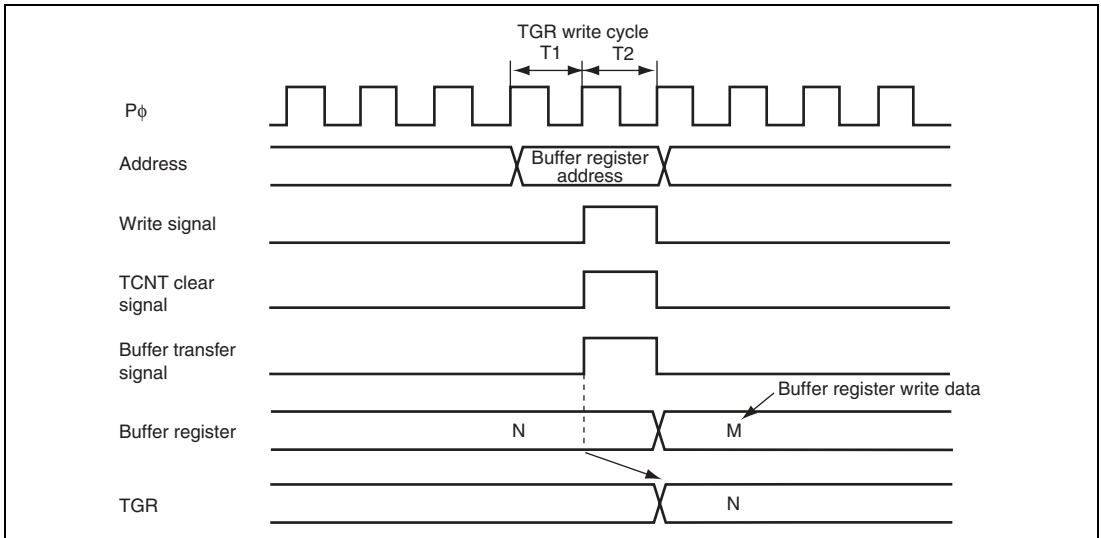 TGR write cycle
T1 T2
Pϕ
Address
Buffer register
address
Write signal
TCNT clear
signal
Buffer transfer
signal
Buffer register write data
Buffer register
N M
TGR
N